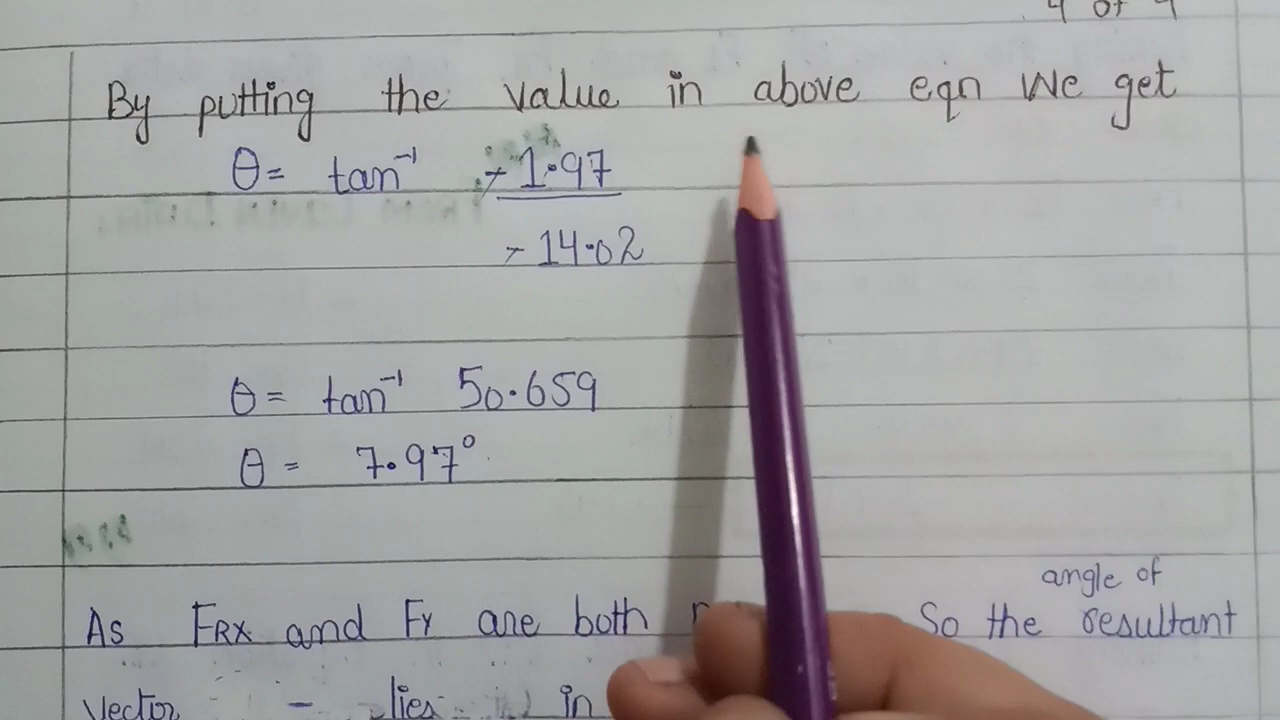 4 of 4
By putting the value in above eqn We get
θ = tan⁻¹ -1.97
-14.02
θ = tan⁻¹ 50.659
θ = 7.97°
angle of
As FRX and FY are both So the resultant
vector - lies in